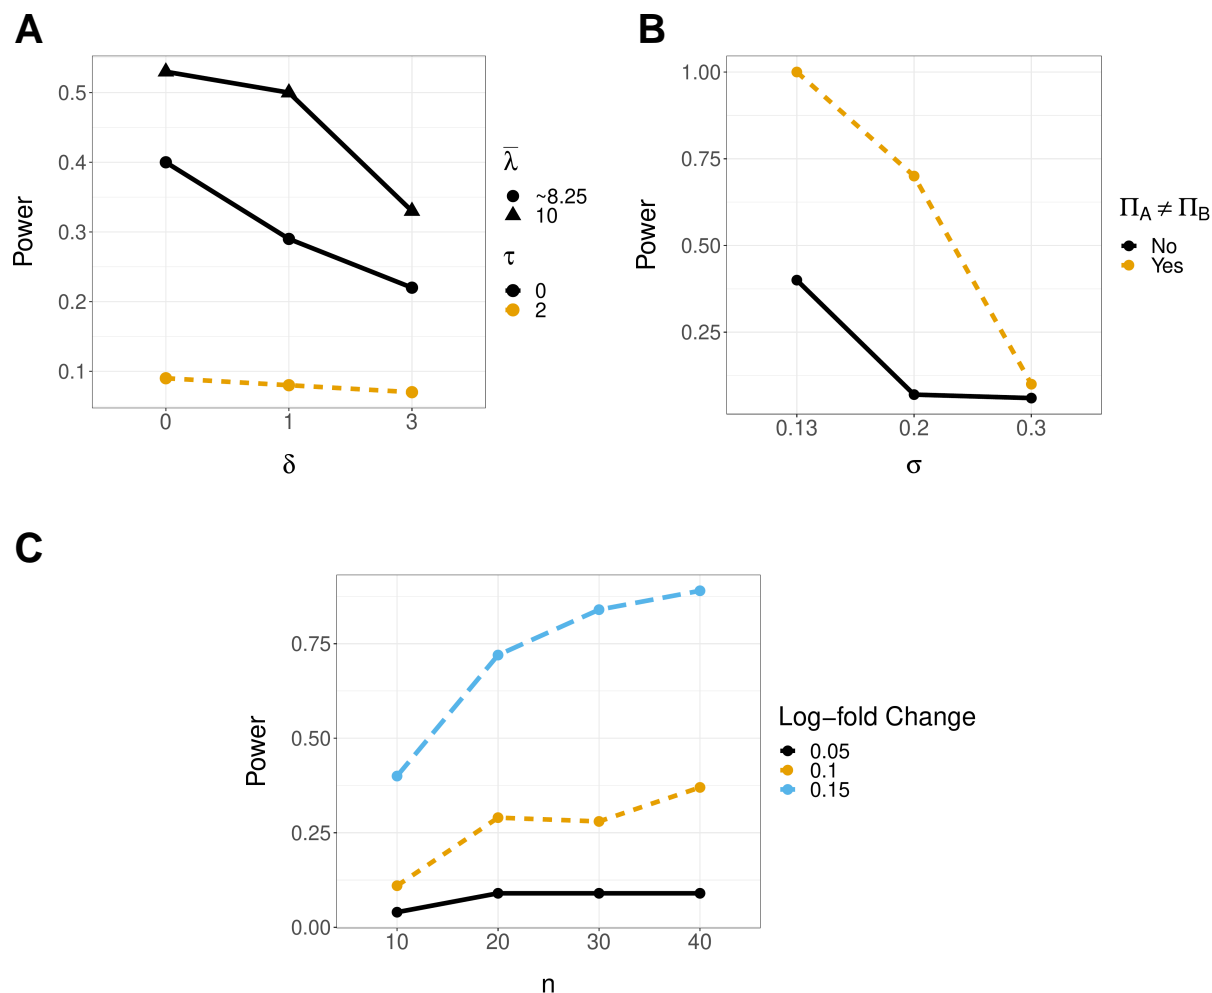 A
Power
0.5
0.4
0.3
0.2
0.1
0 1 3
δ
λ̅
~8.25
10
τ
0
2
B
Power
1.00
0.75
0.50
0.25
0.13 0.2 0.3
σ
Π_A ≠ Π_B
No
Yes
C
Power
0.75
0.50
0.25
0.00
10 20 30 40
n
Log−fold Change
0.05
0.1
0.15